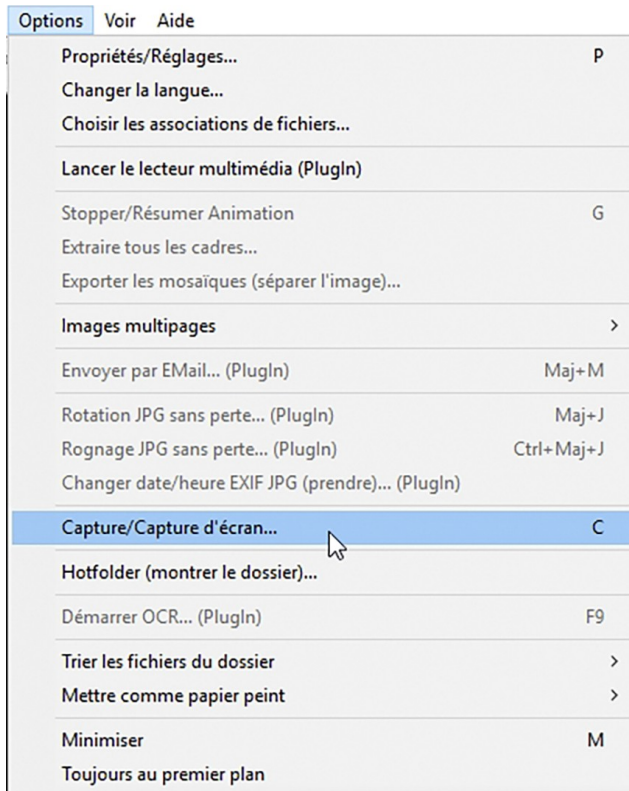 Options Voir Aide
Propriétés/Réglages... P
Changer la langue...
Choisir les associations de fichiers...
Lancer le lecteur multimédia (PlugIn)
Stopper/Résumer Animation G
Extraire tous les cadres...
Exporter les mosaïques (séparer l'image)...
Images multipages >
Envoyer par EMail... (PlugIn) Maj+M
Rotation JPG sans perte... (PlugIn) Maj+J
Rognage JPG sans perte... (PlugIn) Ctrl+Maj+J
Changer date/heure EXIF JPG (prendre)... (PlugIn)
Capture/Capture d'écran... C
Hotfolder (montrer le dossier)...
Démarrer OCR... (PlugIn) F9
Trier les fichiers du dossier >
Mettre comme papier peint >
Minimiser M
Toujours au premier plan